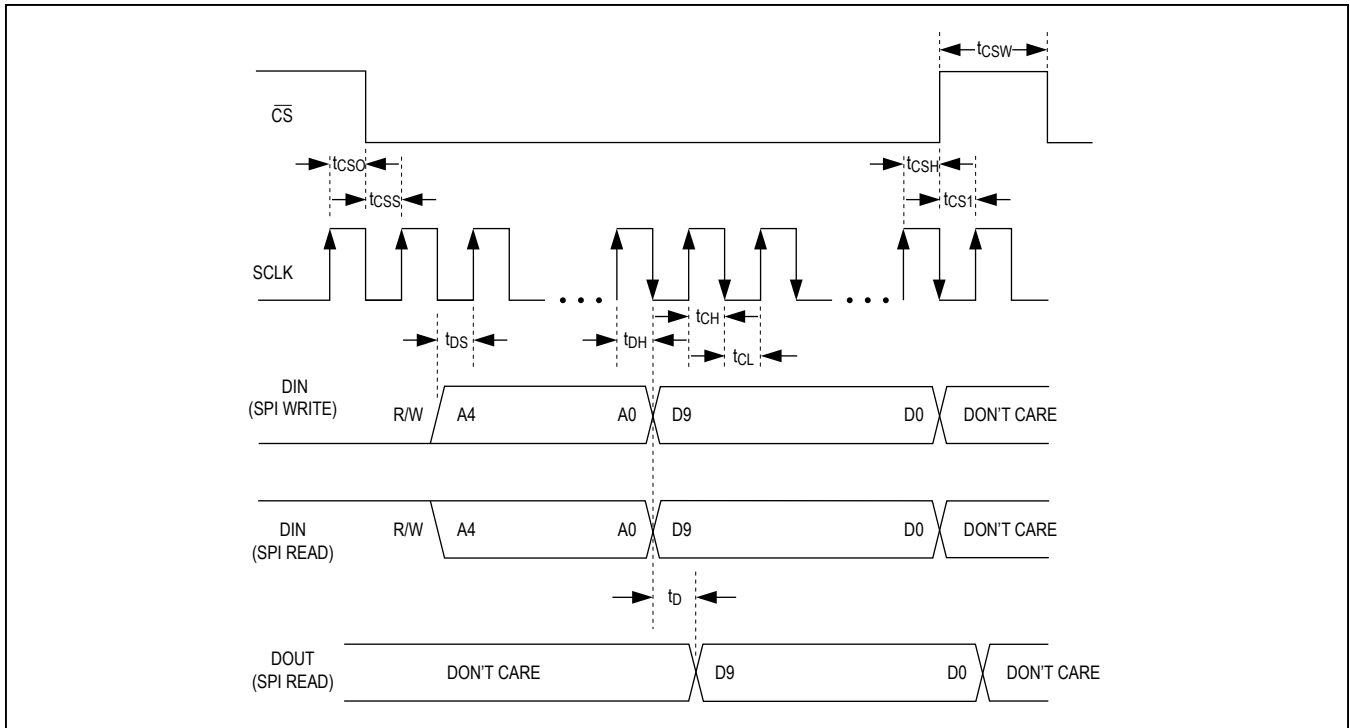 tCSW
CS
tCSO
tCSH
tCSS
tCS1
SCLK
• • •
• • •
tCH
tDS
tDH
tCL
DIN
(SPI WRITE)
R/W A4 A0 D9 D0 DON'T CARE
DIN
(SPI READ)
R/W A4 A0 D9 D0 DON'T CARE
tD
DOUT
(SPI READ)
DON'T CARE D9 D0 DON'T CARE